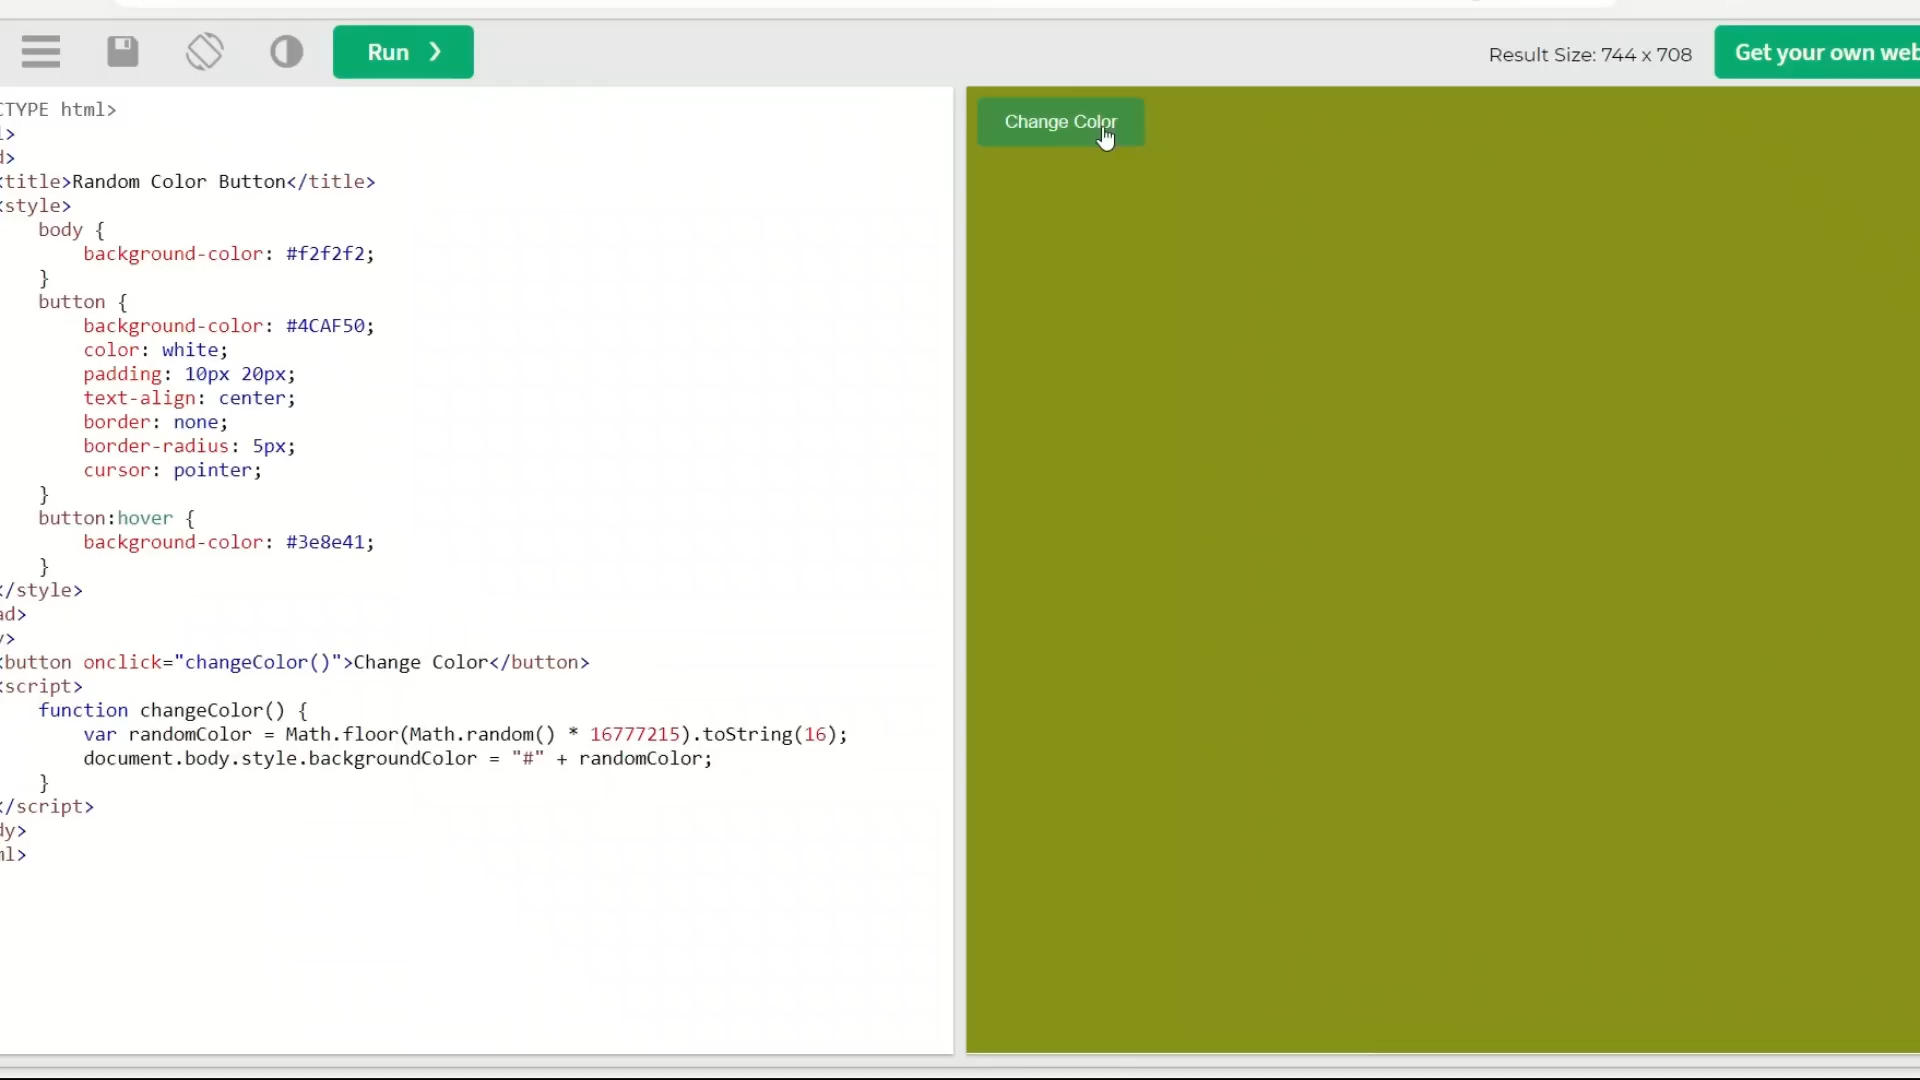 Run ❯
Result Size: 744 x 708
Get your own web
CTYPE html>
l>
d>
<title>Random Color Button</title>
<style>
body {
background-color: #f2f2f2;
}
button {
background-color: #4CAF50;
color: white;
padding: 10px 20px;
text-align: center;
border: none;
border-radius: 5px;
cursor: pointer;
}
button:hover {
background-color: #3e8e41;
}
</style>
ad>
y>
<button onclick="changeColor()">Change Color</button>
<script>
function changeColor() {
var randomColor = Math.floor(Math.random() * 16777215).toString(16);
document.body.style.backgroundColor = "#" + randomColor;
}
</script>
dy>
ml>
Change Color